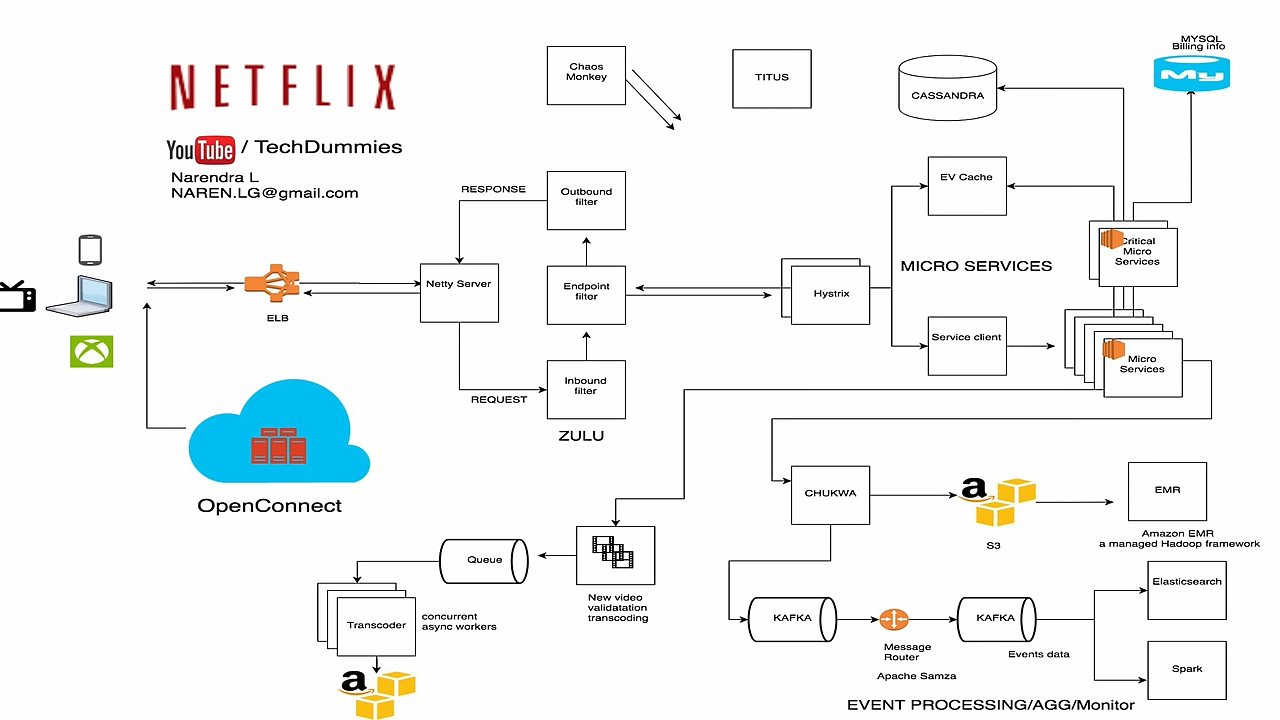 NETFLIX
YouTube / TechDummies
Narendra L
NAREN.LG@gmail.com
Chaos
Monkey
TITUS
CASSANDRA
MYSQL
Billing info
My
RESPONSE
Outbound
filter
EV Cache
Netty Server
Endpoint
filter
Hystrix
MICRO SERVICES
Critical
Micro
Services
ELB
Service client
Micro
Services
REQUEST
Inbound
filter
ZULU
OpenConnect
CHUKWA
a
S3
EMR
Amazon EMR
a managed Hadoop framework
Queue
New video
validatation
transcoding
Transcoder
concurrent
async workers
a
KAFKA
Message
Router
Apache Samza
KAFKA
Events data
Elasticsearch
Spark
EVENT PROCESSING/AGG/Monitor